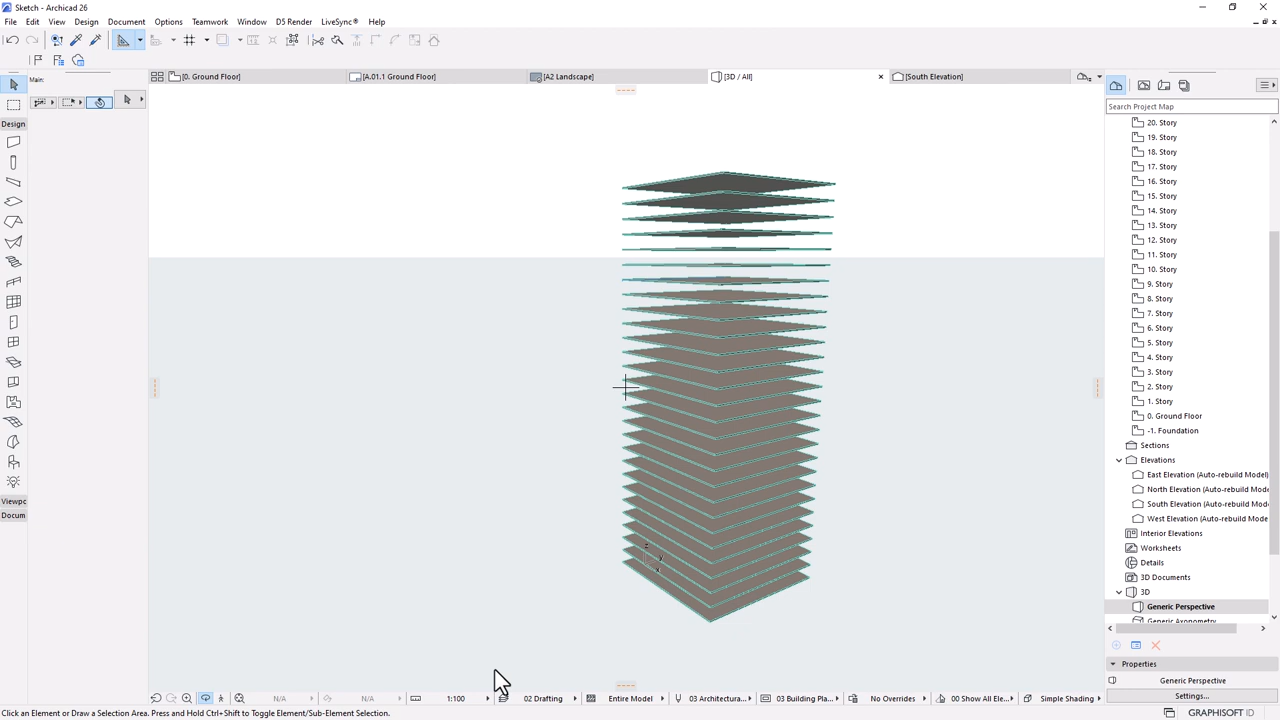 Sketch - Archicad 26
File Edit View Design Options Document Options Teamwork Window D5 Render LiveSync® Help
Main:
[0. Ground Floor]
[A.01.1 Ground Floor]
[A2 Landscape]
[3D / All]
[South Elevation]
Design
Viewpc
Docum
Search Project Map
20. Story
19. Story
18. Story
17. Story
16. Story
15. Story
14. Story
13. Story
12. Story
11. Story
10. Story
9. Story
8. Story
7. Story
6. Story
5. Story
4. Story
3. Story
2. Story
1. Story
0. Ground Floor
-1. Foundation
Sections
Elevations
East Elevation (Auto-rebuild Model)
North Elevation (Auto-rebuild Mode
South Elevation (Auto-rebuild Mode
West Elevation (Auto-rebuild Mode
Interior Elevations
Worksheets
Details
3D Documents
3D
Generic Perspective
Generic Axonometry
Properties
Generic Perspective
Settings...
z
y
x
N/A N/A 1:100 02 Drafting Entire Model 03 Architectura... 03 Building Pla... No Overrides 00 Show All Ele... Simple Shading
Click an Element or Draw a Selection Area. Press and Hold Ctrl+Shift to Toggle Element/Sub-Element Selection.
GRAPHISOFT ID